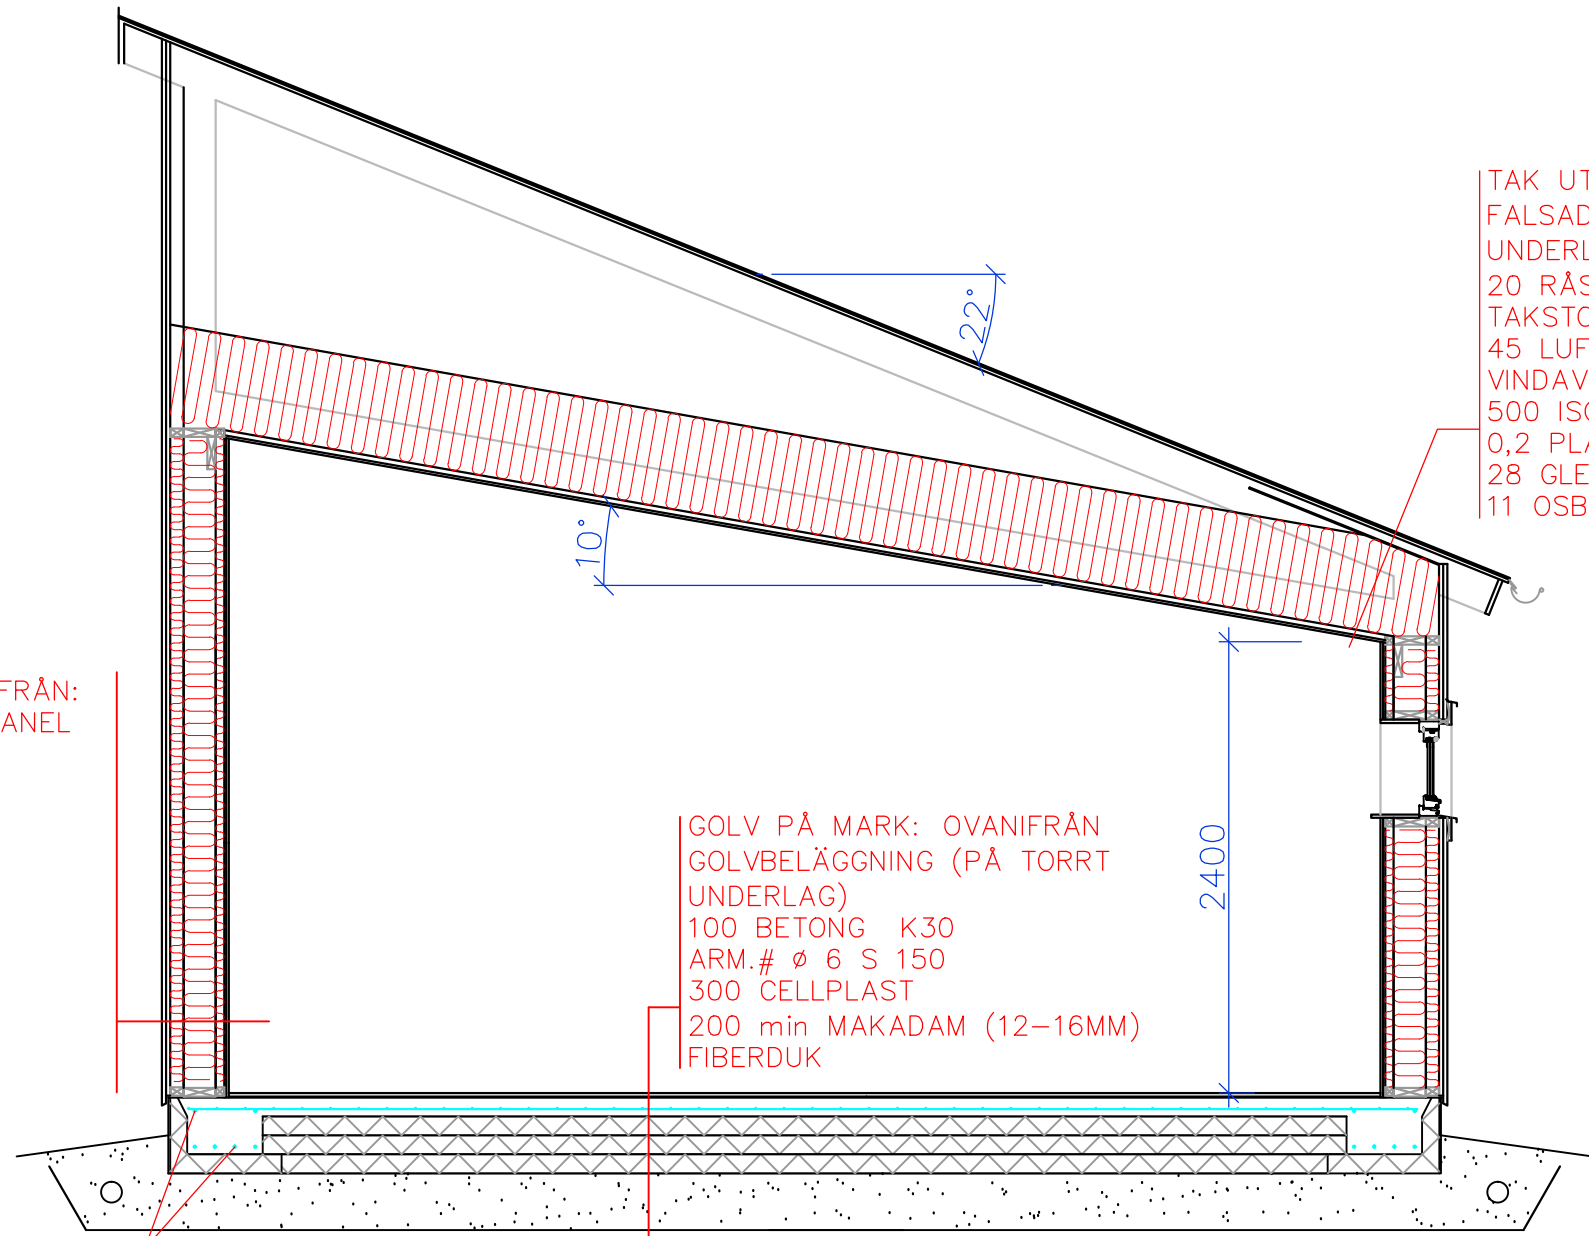 TAK UT
FALSAD
UNDERL
20 RÅS
TAKSTO
45 LUF
VINDAV
500 ISO
0,2 PLA
28 GLE
11 OSB
22°
10°
FRÅN:
ANEL
2400
GOLV PÅ MARK: OVANIFRÅN
GOLVBELÄGGNING (PÅ TORRT
UNDERLAG)
100 BETONG K30
ARM.# ø 6 S 150
300 CELLPLAST
200 min MAKADAM (12-16MM)
FIBERDUK